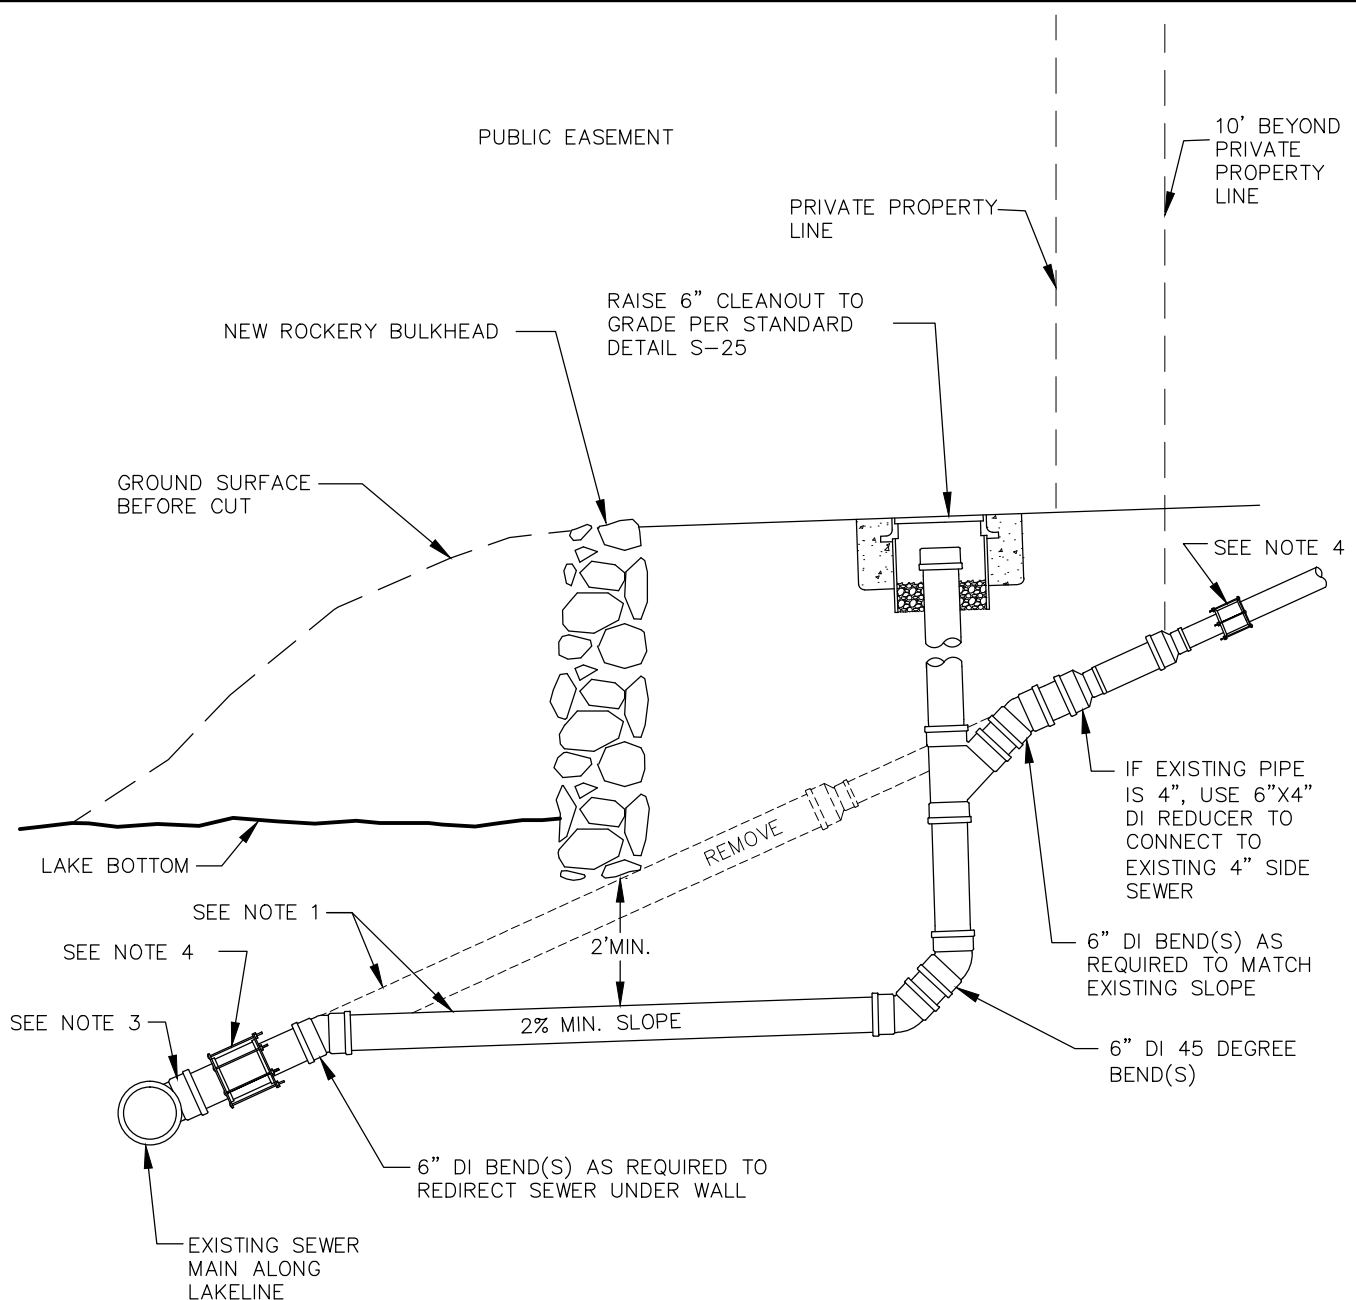 PUBLIC EASEMENT
10' BEYOND
PRIVATE
PROPERTY
LINE
PRIVATE PROPERTY
LINE
RAISE 6” CLEANOUT TO
GRADE PER STANDARD
DETAIL S-25
NEW ROCKERY BULKHEAD
GROUND SURFACE
BEFORE CUT
SEE NOTE 4
IF EXISTING PIPE
IS 4”, USE 6”X4”
DI REDUCER TO
CONNECT TO
EXISTING 4” SIDE
SEWER
REMOVE
LAKE BOTTOM
SEE NOTE 1
2'MIN.
6” DI BEND(S) AS
REQUIRED TO MATCH
EXISTING SLOPE
SEE NOTE 4
SEE NOTE 3
2% MIN. SLOPE
6” DI 45 DEGREE
BEND(S)
6” DI BEND(S) AS REQUIRED TO
REDIRECT SEWER UNDER WALL
EXISTING SEWER
MAIN ALONG
LAKELINE